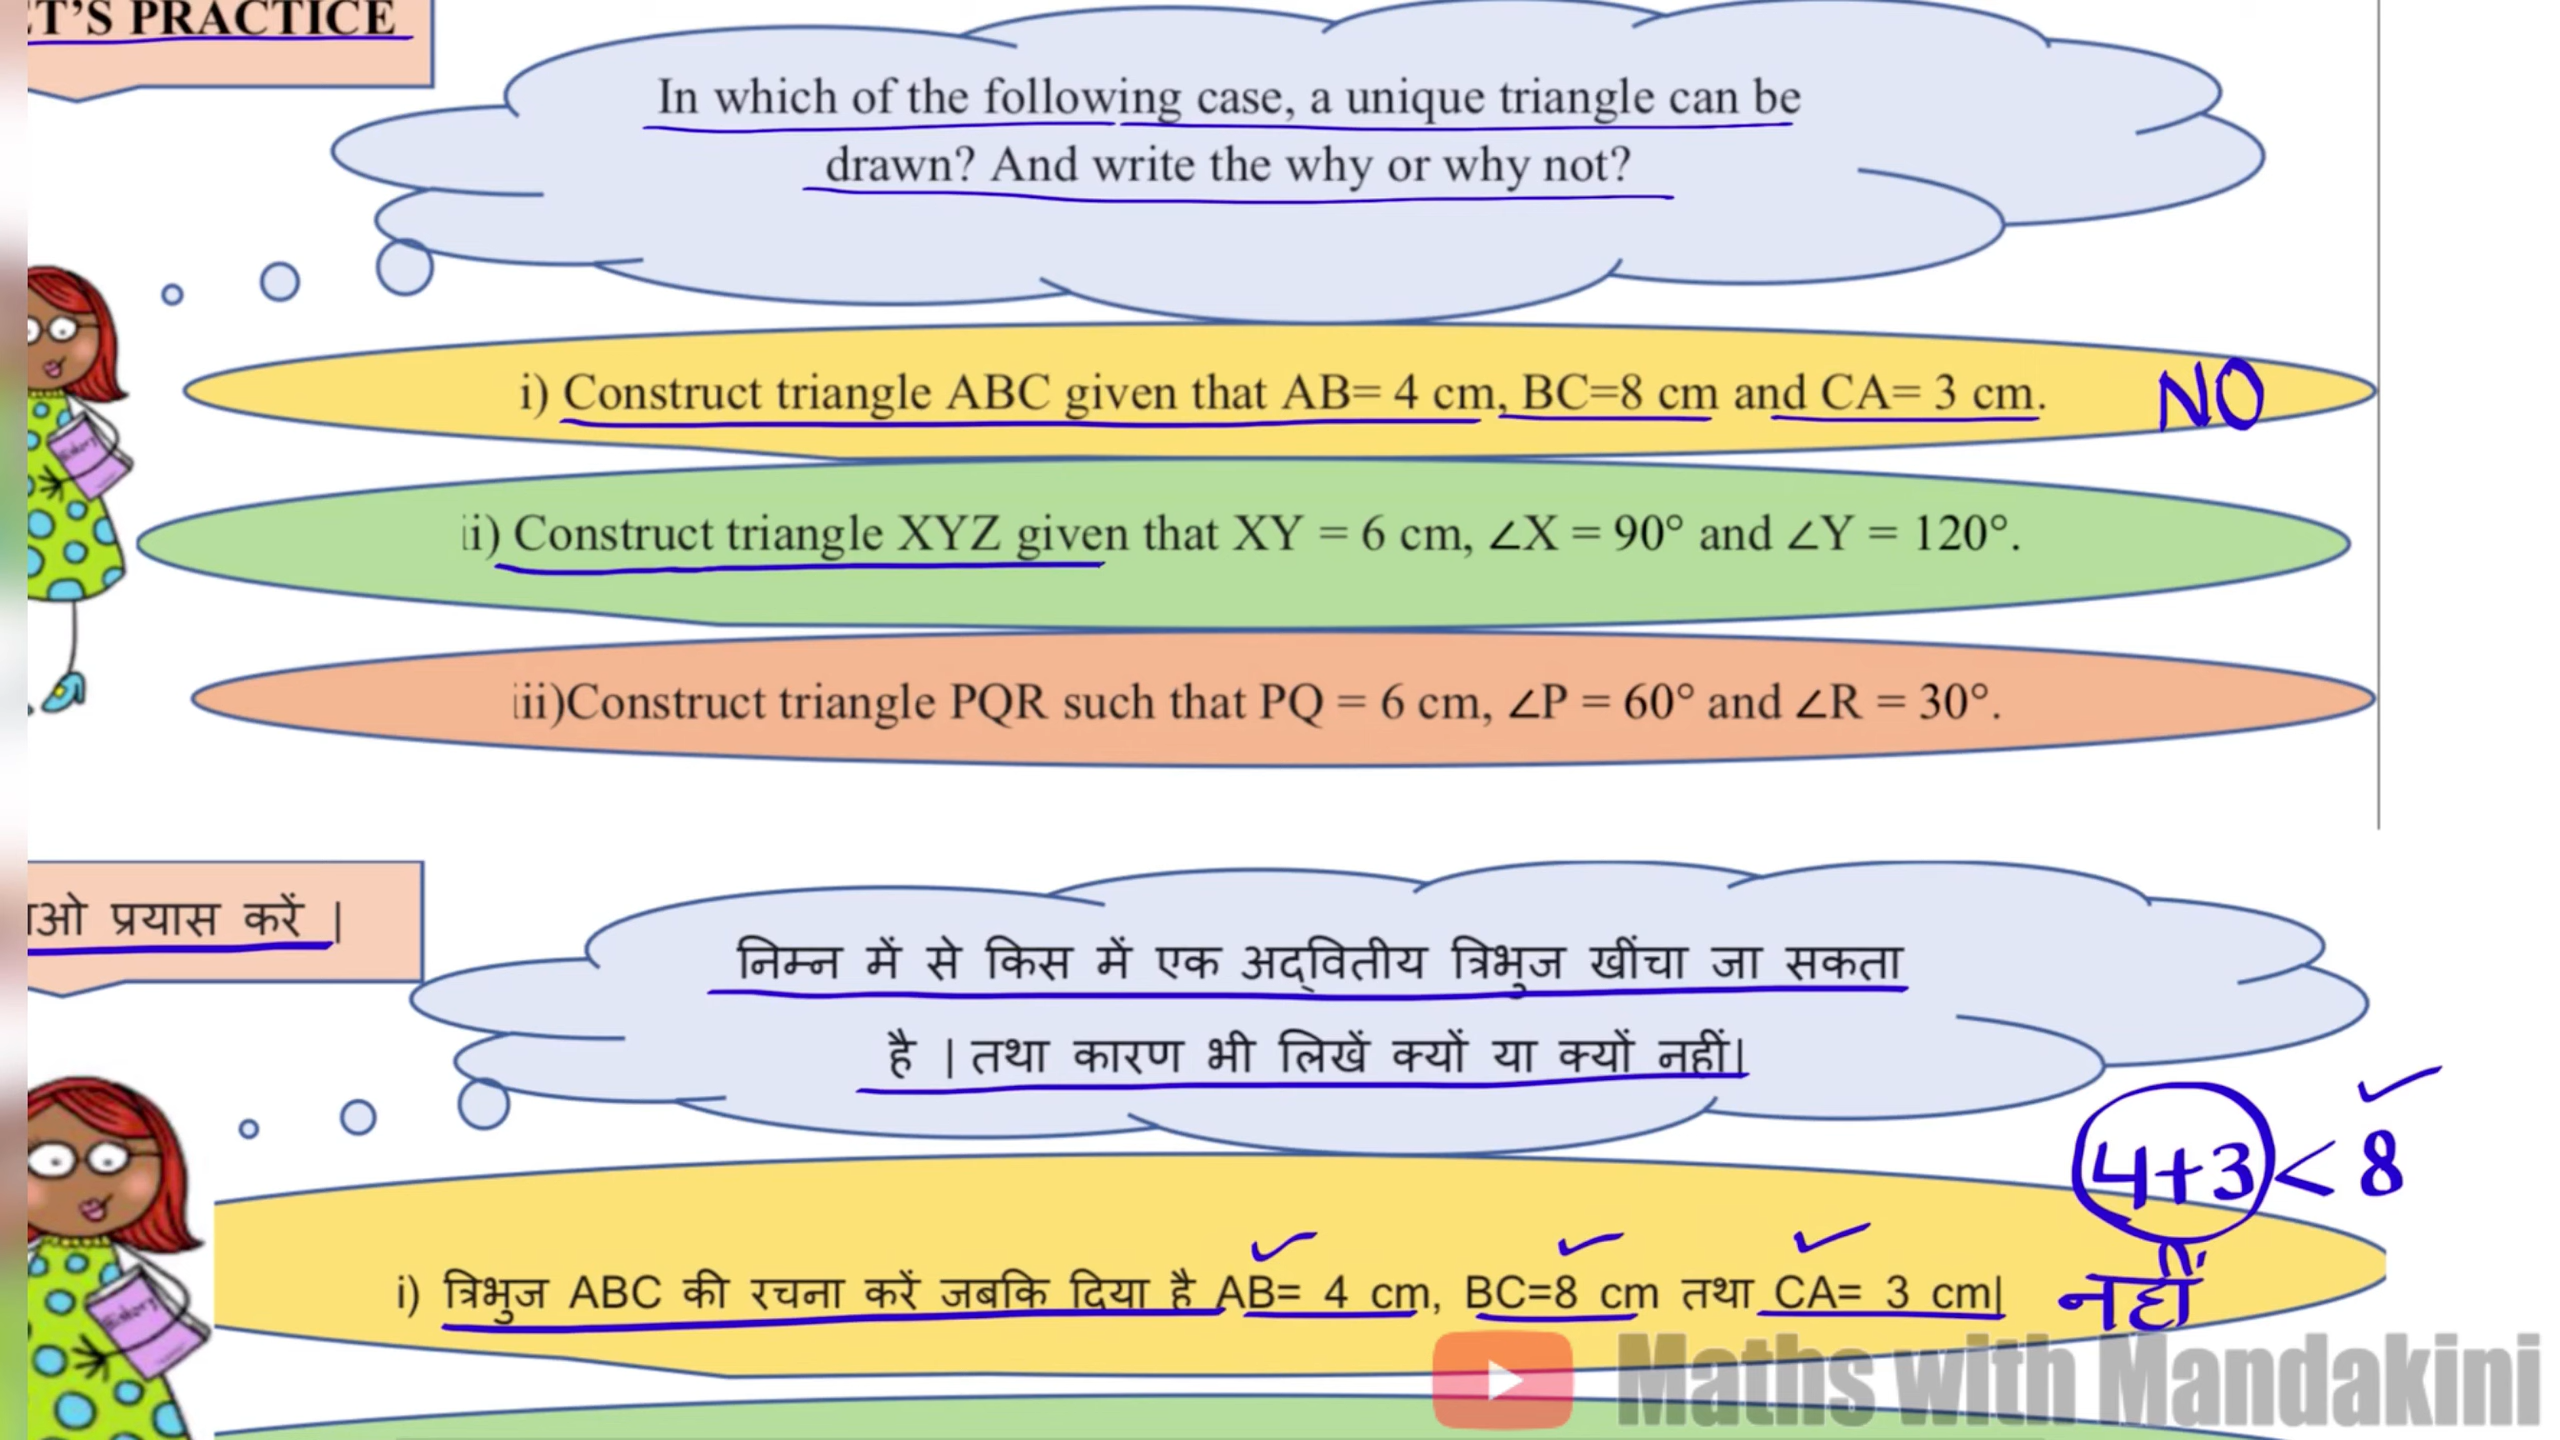 T'S PRACTICE
In which of the following case, a unique triangle can be
drawn? And write the why or why not?
i) Construct triangle ABC given that AB= 4 cm, BC=8 cm and CA= 3 cm.
NO
ii) Construct triangle XYZ given that XY = 6 cm, ∠X = 90° and ∠Y = 120°.
iii)Construct triangle PQR such that PQ = 6 cm, ∠P = 60° and ∠R = 30°.
ओ प्रयास करें |
निम्न में से किस में एक अद्वितीय त्रिभुज खींचा जा सकता
है | तथा कारण भी लिखें क्यों या क्यों नहीं|
4+3 < 8
i) त्रिभुज ABC की रचना करें जबकि दिया है AB= 4 cm, BC=8 cm तथा CA= 3 cm|
नहीं
Maths with Mandakini